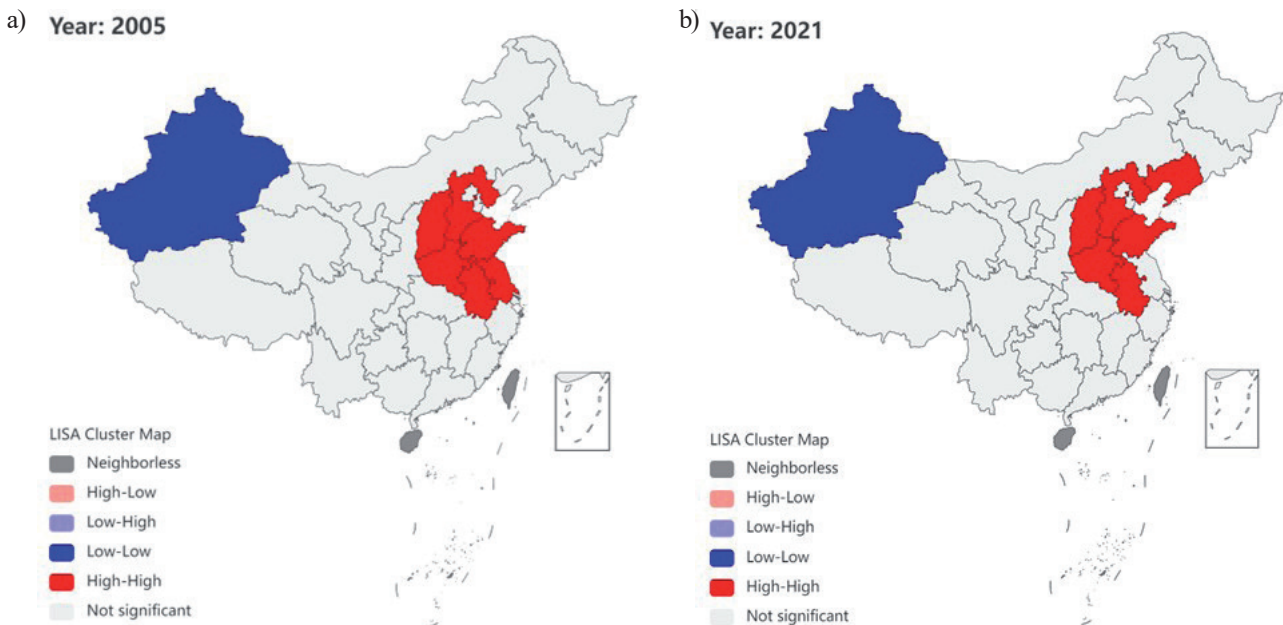 a)
Year: 2005
LISA Cluster Map
Neighborless
High-Low
Low-High
Low-Low
High-High
Not significant
b)
Year: 2021
LISA Cluster Map
Neighborless
High-Low
Low-High
Low-Low
High-High
Not significant